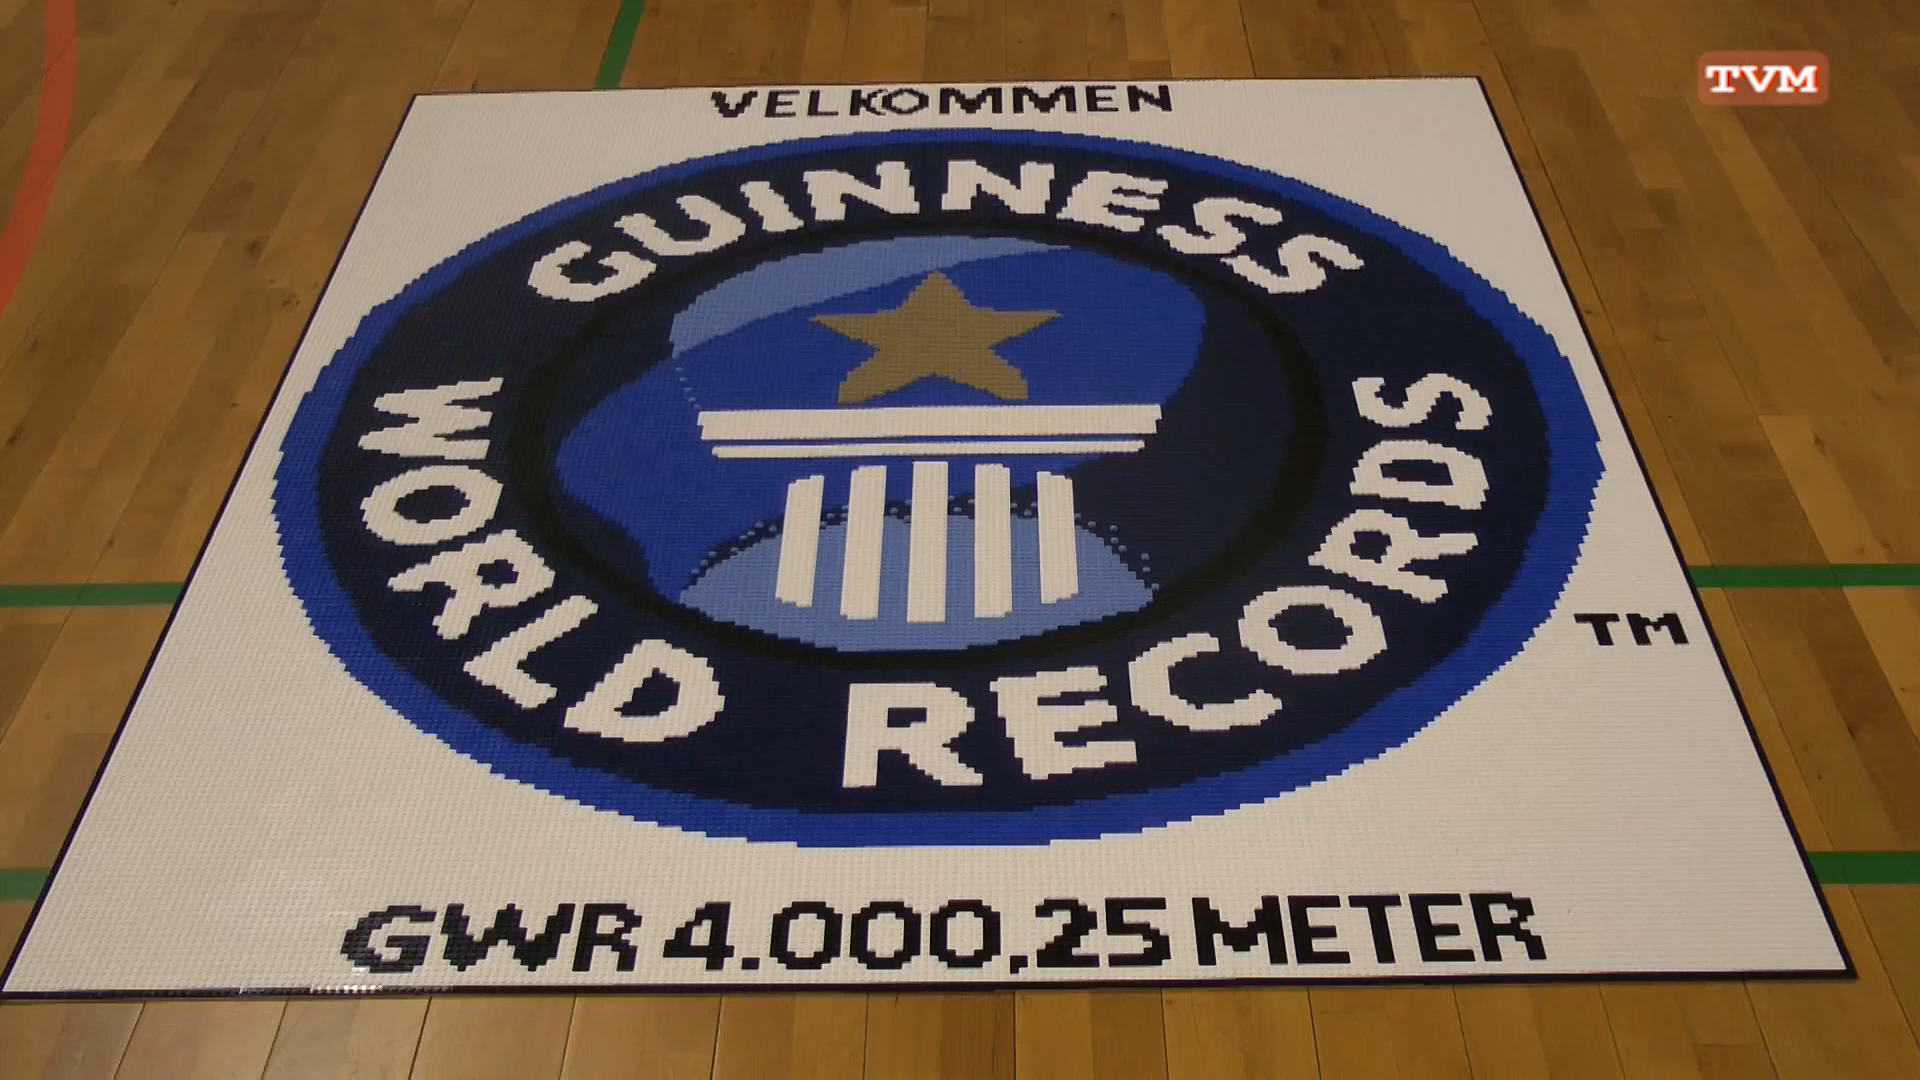 TVM
VELKOMMEN
GUINNESS
WORLD RECORDS
TM
GWR 4.000,25 METER